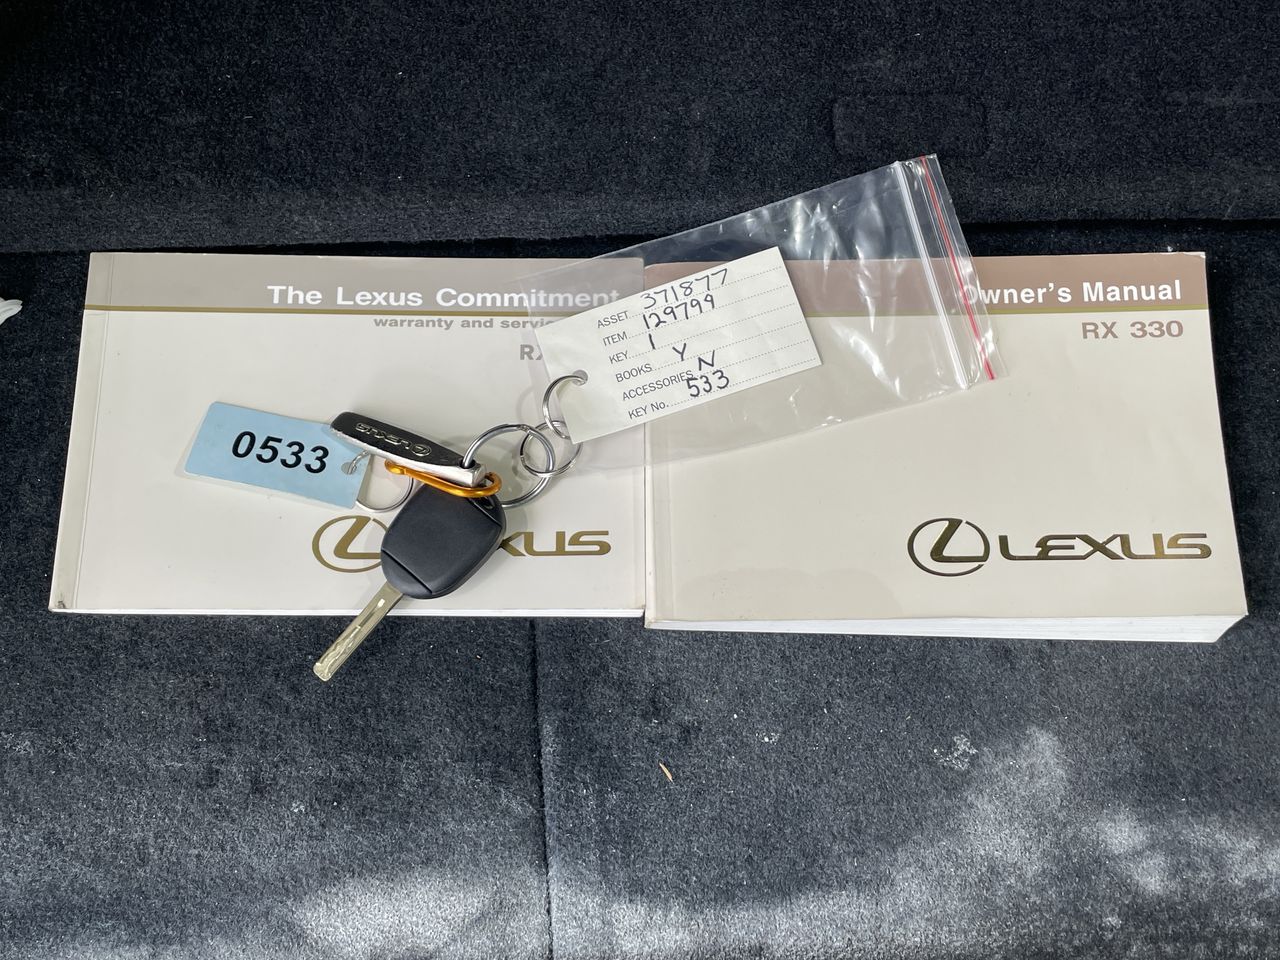 The Lexus Commitment
warranty and
RX
LEXUS
0533
LEXUS
ASSET 371877
ITEM 129799
KEY 1
BOOKS Y
ACCESSORIES N
KEY No. 533
Owner's Manual
RX 330
LEXUS